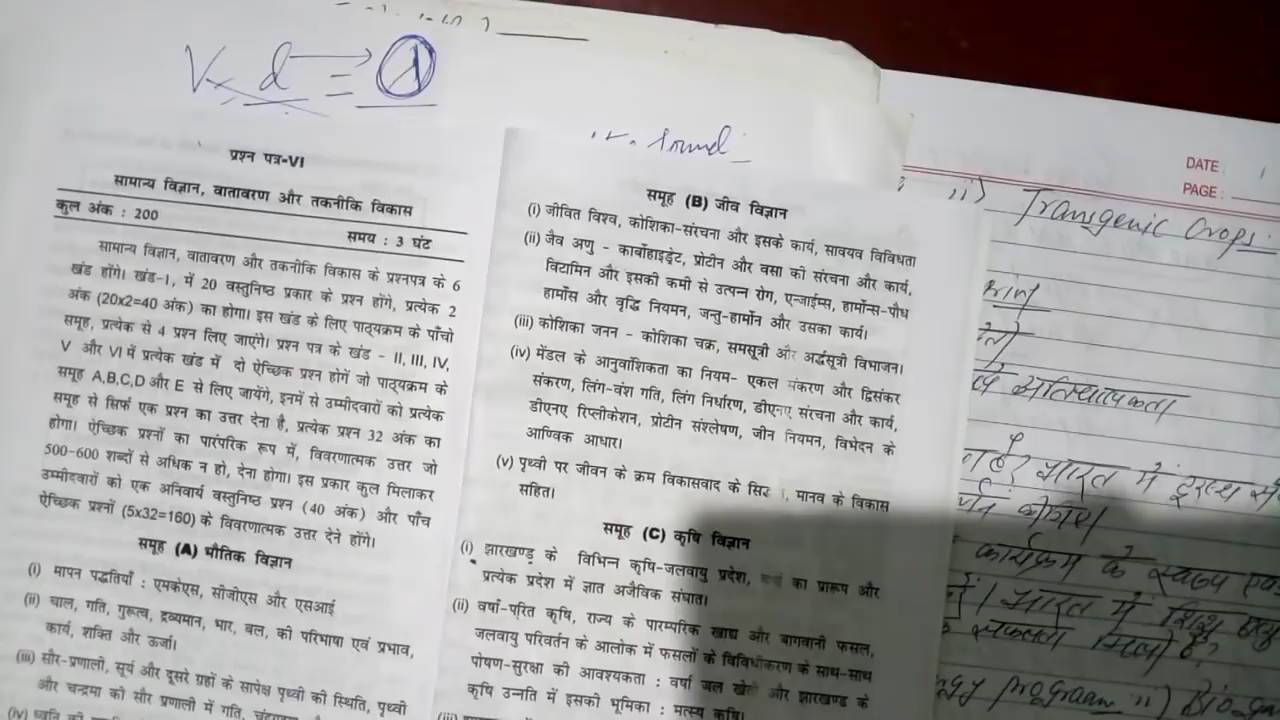 प्रश्न पत्र-VI
सामान्य विज्ञान, वातावरण और तकनीकि विकास
कुल अंक : 200
समय : 3 घंट
सामान्य विज्ञान, वातावरण और तकनीकि विकास के प्रश्नपत्र के 6
खंड होंगे। खंड-I, में 20 वस्तुनिष्ठ प्रकार के प्रश्न होंगे, प्रत्येक 2
अंक (20x2=40 अंक) का होगा। इस खंड के लिए पाठ्यक्रम के पाँचो
समूह, प्रत्येक से 4 प्रश्न लिए जाएंगे। प्रश्न पत्र के खंड - II, III, IV,
V और VI में प्रत्येक खंड में दो ऐच्छिक प्रश्न होगें जो पाठ्यक्रम के
समूह A,B,C,D और E से लिए जायेंगे, इनमें से उम्मीदवारों को प्रत्येक
समूह से सिर्फ एक प्रश्न का उत्तर देना है, प्रत्येक प्रश्न 32 अंक का
होगा। ऐच्छिक प्रश्नों का पारंपरिक रूप में, विवरणात्मक उत्तर जो
500-600 शब्दों से अधिक न हो, देना होगा। इस प्रकार कुल मिलाकर
उम्मीदवारों को एक अनिवार्य वस्तुनिष्ठ प्रश्न (40 अंक) और पाँच
ऐच्छिक प्रश्नों (5x32=160) के विवरणात्मक उत्तर देने होंगे।
समूह (A) भौतिक विज्ञान
(i) मापन पद्धतियाँ : एमकेएस, सीजीएस और एसआई
(ii) चाल, गति, गुरूत्व, द्रव्यमान, भार, बल, की परिभाषा एवं प्रभाव,
कार्य, शक्ति और ऊर्जा।
(iii) सौर-प्रणाली, सूर्य और दूसरे ग्रहों के सापेक्ष पृथ्वी की स्थिति, पृथ्वी
और चन्द्रमा की सौर प्रणाली में गति,
(iv) ध्वनि की
sound
समूह (B) जीव विज्ञान
(i) जीवित विश्व, कोशिका-संरचना और इसके कार्य, सावयव विविधता
(ii) जैव अणु - कार्बोहाइड्रेट, प्रोटीन और वसा की संरचना और कार्य,
विटामिन और इसकी कमी से उत्पन्न रोग, एन्जाईम्स, हार्मोन्स-पौध
हार्मोंस और वृद्धि नियमन, जन्तु-हार्मोन और उसका कार्य।
(iii) कोशिका जनन - कोशिका चक्र, समसूत्री और अर्द्धसूत्री विभाजन।
(iv) मेंडल के आनुवांशिकता का नियम- एकल संकरण और द्विसंकर
संकरण, लिंग-वंश गति, लिंग निर्धारण, डीएनए संरचना और कार्य,
डीएनए रिप्लीकेशन, प्रोटीन संश्लेषण, जीन नियमन, विभेदन के
आण्विक आधार।
(v) पृथ्वी पर जीवन के क्रम विकासवाद के मानव के विकास
सहित।
समूह (C) कृषि विज्ञान
(i) झारखण्ड के विभिन्न कृषि-जलवायु प्रदेश, का प्रारूप और
प्रत्येक प्रदेश में ज्ञात अजैविक संघात।
(ii) वर्षा-प्रित कृषि, राज्य के पारम्परिक खाद्य और बागवानी फसल,
जलवायु परिवर्तन के आलोक में फसलों के विविधीकरण के साथ-साथ
पोषण-सुरक्षा की आवश्यकता : वर्षा जल खेती और झारखण्ड के
कृषि उन्नति में इसकी भूमिका : मत्स्य कृषि।
DATE
PAGE:
ii) Transgenic Crops
भारत में दूरस्थ
कार्यक्रम के स्वरूप
भारत में शिशु
सफलता मिली है?
program ii)